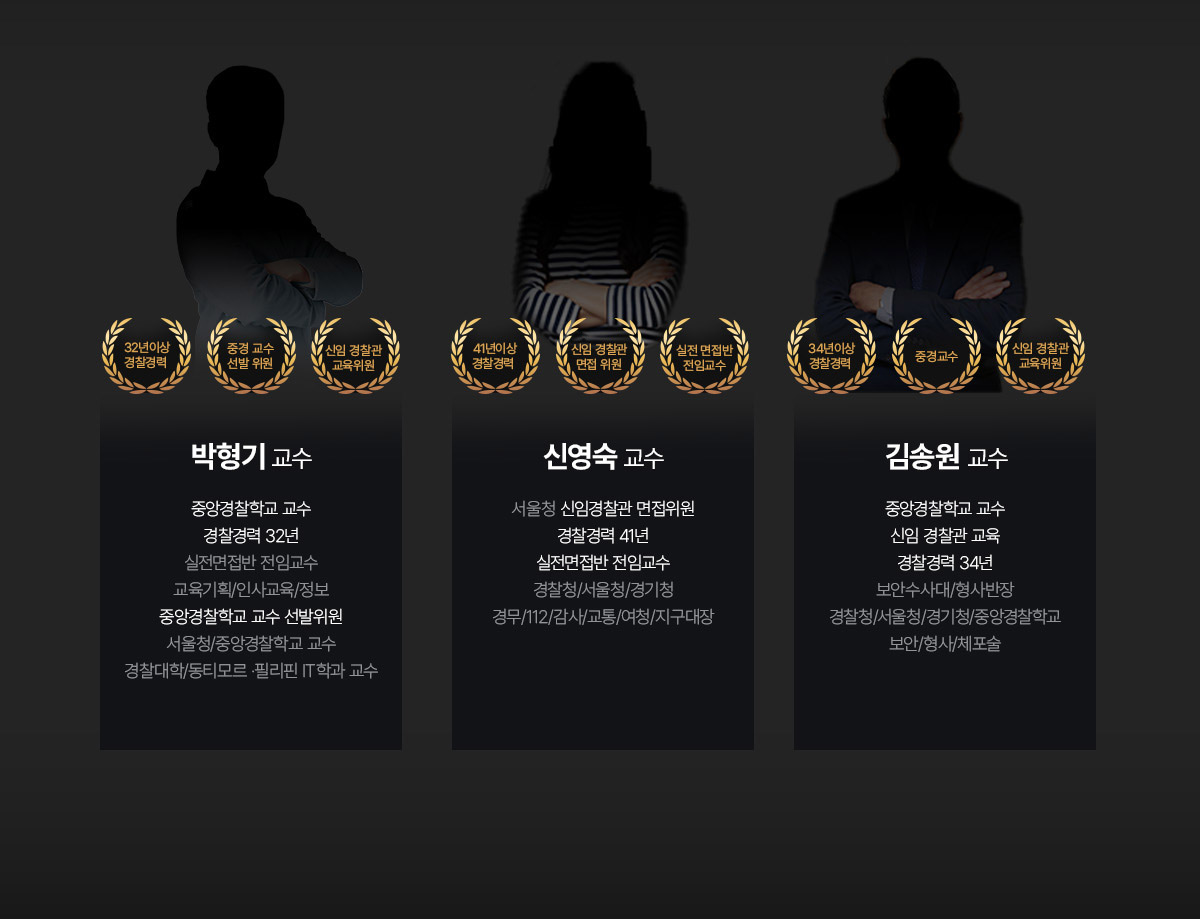 32년이상
경찰경력
중경 교수
선발 위원
신임 경찰관
교육위원
41년이상
경찰경력
신임 경찰관
면접 위원
실전 면접반
전임교수
34년이상
경찰경력
중경교수
신임 경찰관
교육위원
박형기 교수
중앙경찰학교 교수
경찰경력 32년
실전면접반 전임교수
교육기획/인사교육/정보
중앙경찰학교 교수 선발위원
서울청/중앙경찰학교 교수
경찰대학/동티모르 ·필리핀 IT학과 교수
신영숙 교수
서울청 신임경찰관 면접위원
경찰경력 41년
실전면접반 전임교수
경찰청/서울청/경기청
경무/112/감사/교통/여청/지구대장
김송원 교수
중앙경찰학교 교수
신임 경찰관 교육
경찰경력 34년
보안수사대/형사반장
경찰청/서울청/경기청/중앙경찰학교
보안/형사/체포술